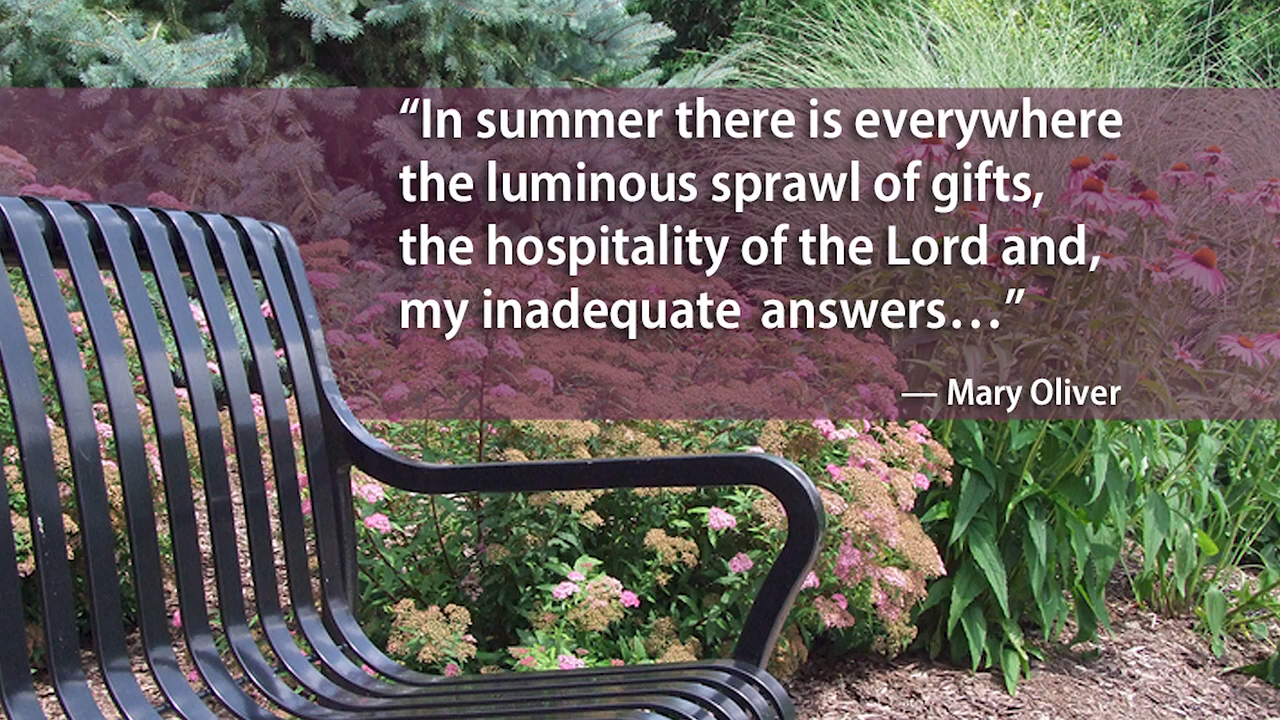 “In summer there is everywhere
the luminous sprawl of gifts,
the hospitality of the Lord and,
my inadequate answers…”
— Mary Oliver